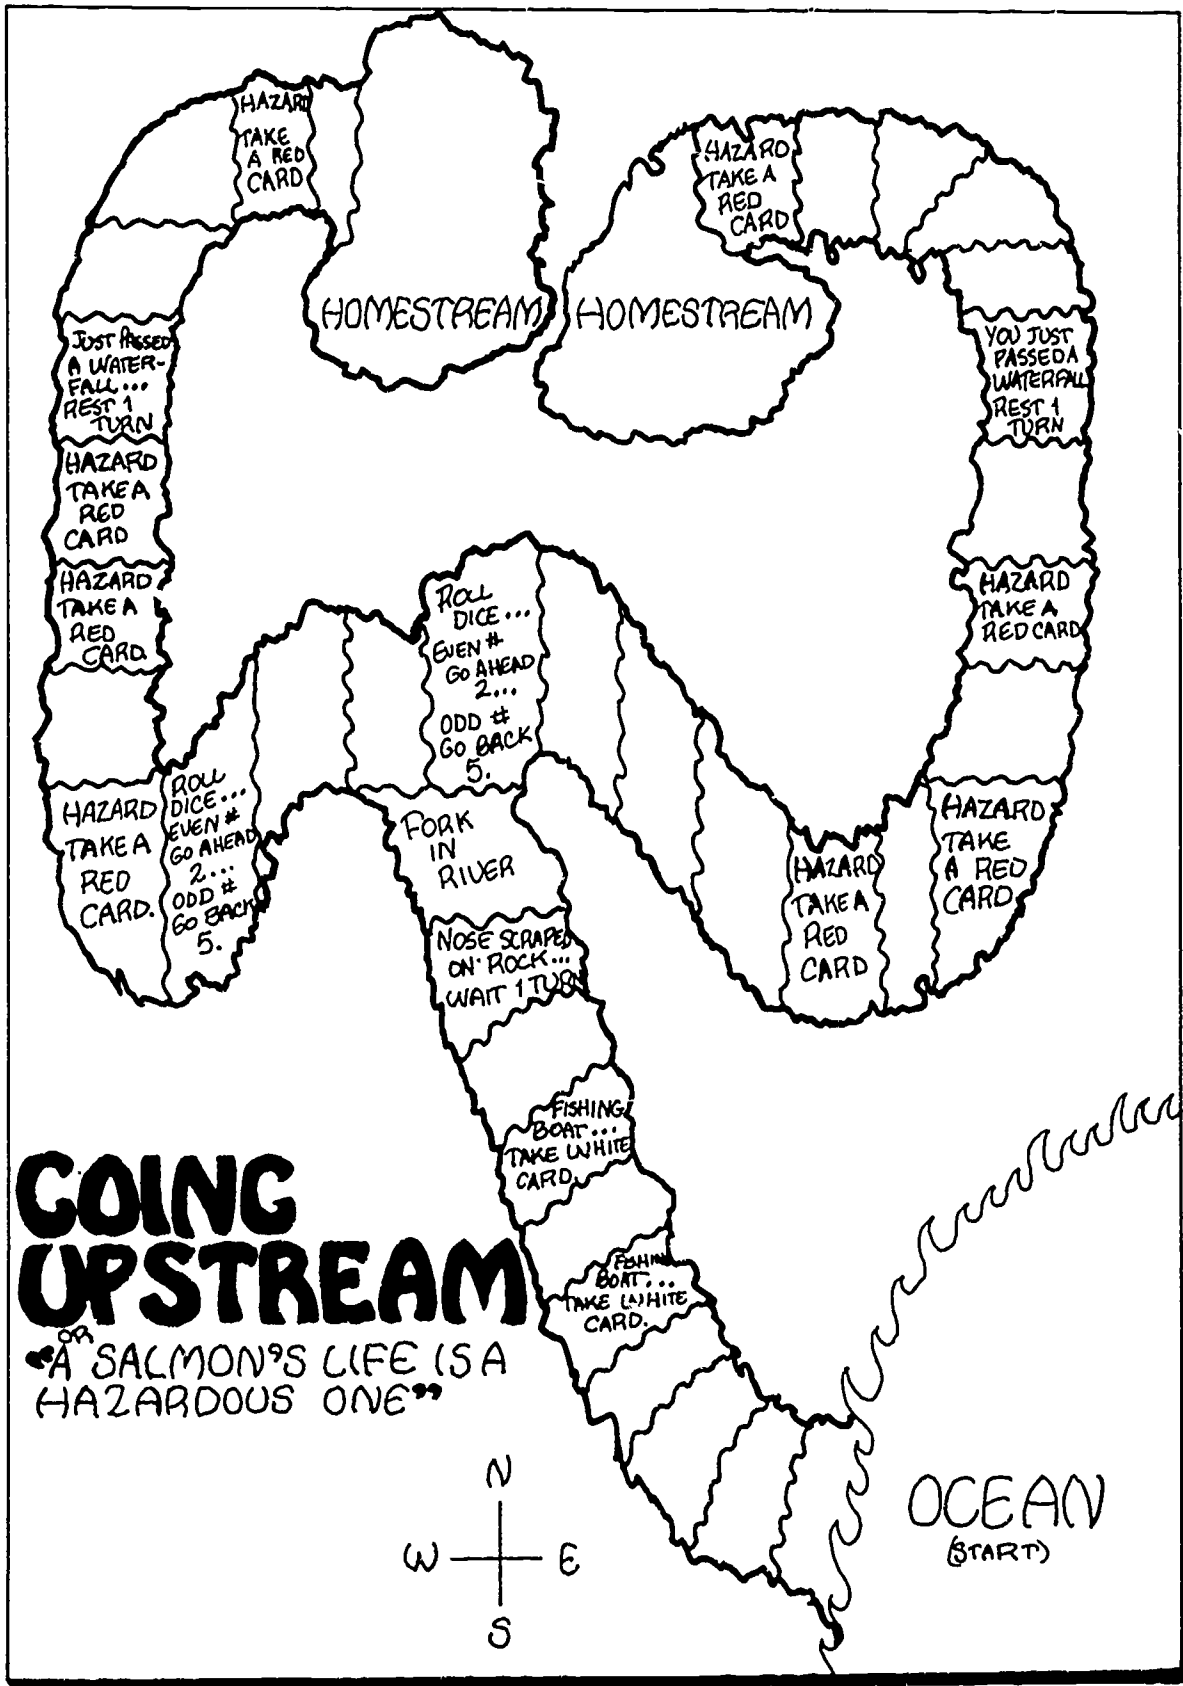 HAZARD
TAKE
A RED
CARD
HAZARD
TAKE A
RED
CARD
HOMESTREAM
HOMESTREAM
JUST PASSED
A WATER-
FALL...
REST 1
TURN
YOU JUST
PASSED A
WATERFALL
REST 1
TURN
HAZARD
TAKE A
RED
CARD
HAZARD
TAKE A
RED
CARD.
HAZARD
TAKE A
RED CARD
ROLL
DICE...
EVEN #
GO AHEAD
2...
ODD #
GO BACK
5.
HAZARD
TAKE A
RED
CARD.
ROLL
DICE...
EVEN #
GO AHEAD
2...
ODD #
GO BACK
5.
FORK
IN
RIVER
HAZARD
TAKE A
RED
CARD
HAZARD
TAKE
A RED
CARD
NOSE SCRAPED
ON ROCK...
WAIT 1 TURN
FISHING
BOAT...
TAKE WHITE
CARD.
FISHING
BOAT...
TAKE WHITE
CARD.
GOING
UPSTREAM
OR
"A SALMON'S LIFE IS A
HAZARDOUS ONE"
N
W E
S
OCEAN
(START)